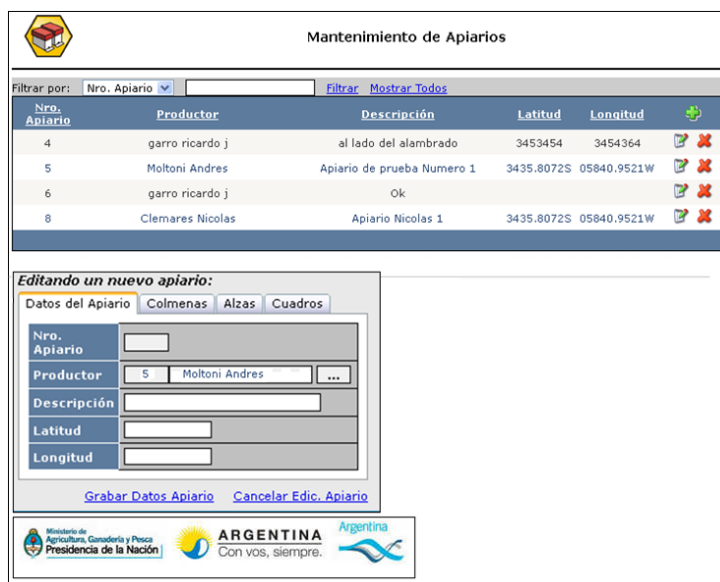 Mantenimiento de Apiarios
Filtrar por: Nro. Apiario Filtrar Mostrar Todos
Nro. Apiario Productor Descripción Latitud Longitud
4 garro ricardo j al lado del alambrado 3453454 3454364
5 Moltoni Andres Apiario de prueba Numero 1 3435.8072S 05840.9521W
6 garro ricardo j Ok
8 Clemares Nicolas Apiario Nicolas 1 3435.8072S 05840.9521W
Editando un nuevo apiario:
Datos del Apiario Colmenas Alzas Cuadros
Nro.
Apiario
Productor 5 Moltoni Andres ...
Descripción
Latitud
Longitud
Grabar Datos Apiario Cancelar Edic. Apiario
Ministerio de
Agricultura, Ganadería y Pesca
Presidencia de la Nación
ARGENTINA
Con vos, siempre.
Argentina